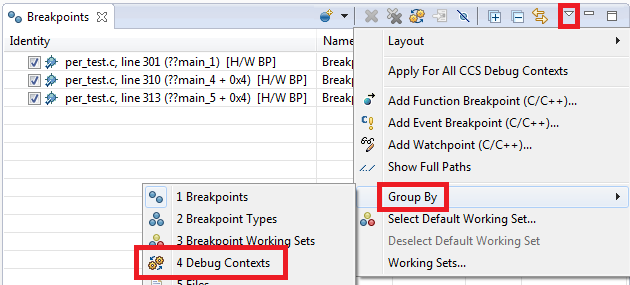 Breakpoints
Identity
Name
per_test.c, line 301 (??main_1) [H/W BP]
Breakp
per_test.c, line 310 (??main_4 + 0x4) [H/W BP]
Breakp
per_test.c, line 313 (??main_5 + 0x4) [H/W BP]
Breakp
Layout
Apply For All CCS Debug Contexts
Add Function Breakpoint (C/C++)...
Add Event Breakpoint (C/C++)...
Add Watchpoint (C/C++)...
Show Full Paths
Group By
Select Default Working Set...
Deselect Default Working Set
Working Sets...
1 Breakpoints
2 Breakpoint Types
3 Breakpoint Working Sets
4 Debug Contexts
5 Files